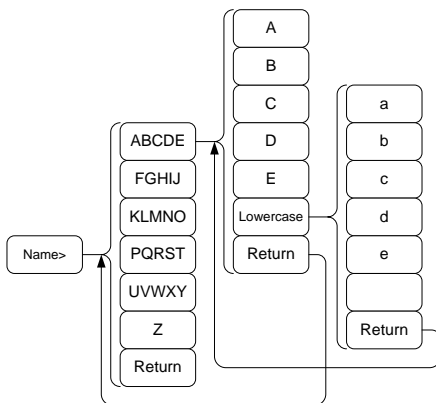 Name>
ABCDE
FGHIJ
KLMNO
PQRST
UVWXY
Z
Return
A
B
C
D
E
Lowercase
Return
a
b
c
d
e
Return